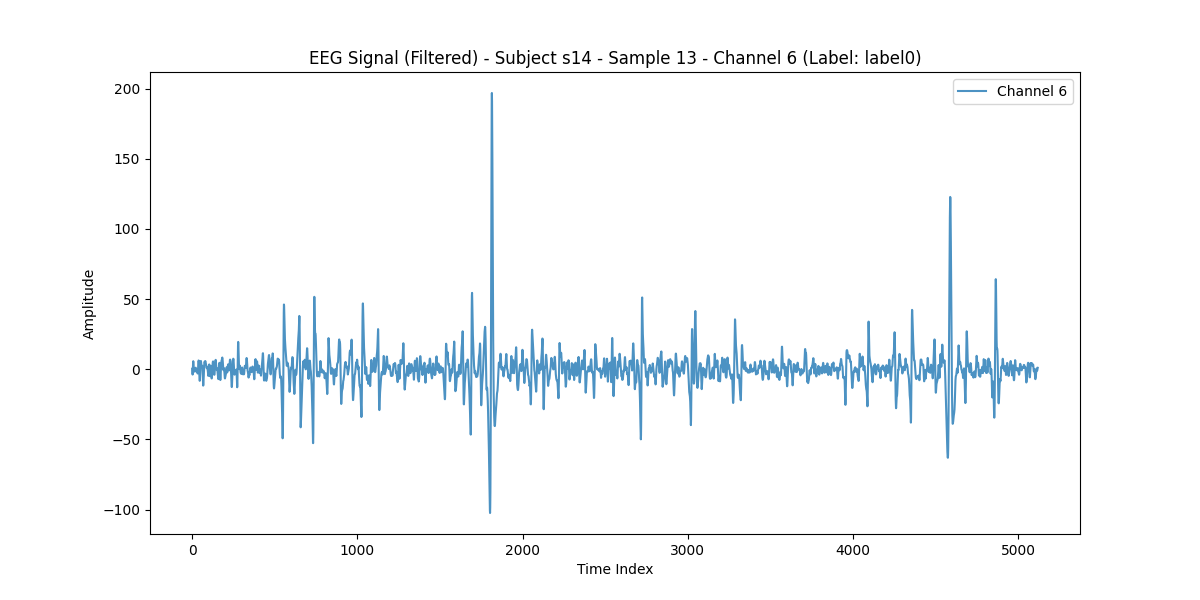 EEG Signal (Filtered) - Subject s14 - Sample 13 - Channel 6 (Label: label0)
Channel 6
200
150
100
50
0
−50
−100
Amplitude
0 1000 2000 3000 4000 5000
Time Index